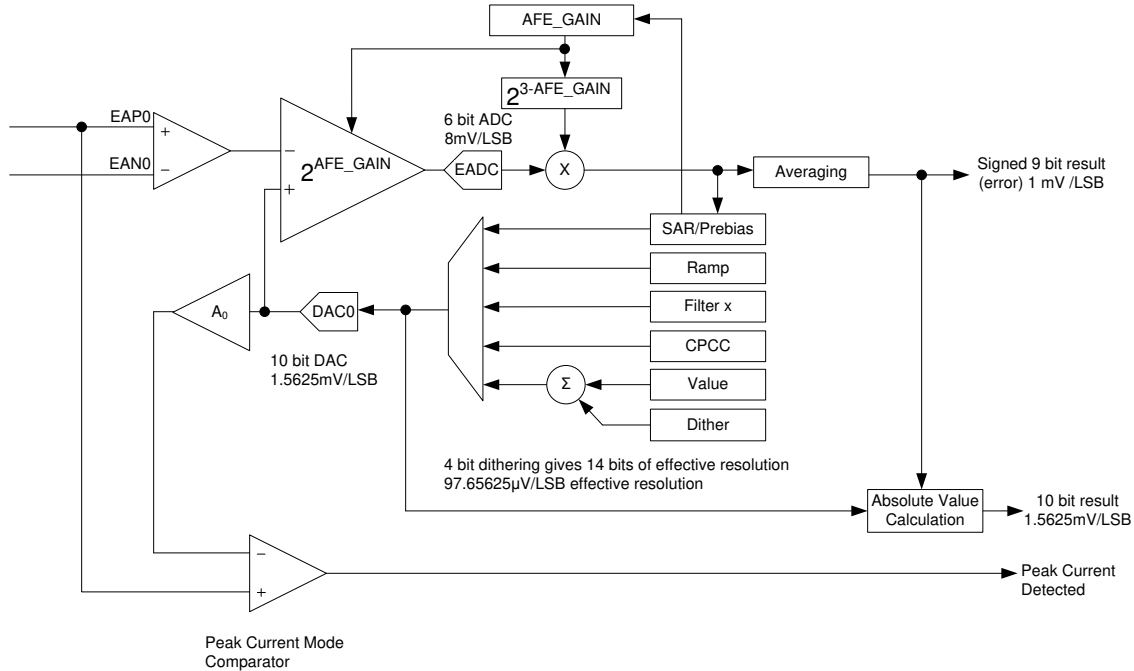 AFE_GAIN
2^3-AFE_GAIN
EAP0
+
EAN0
−
6 bit ADC
8mV/LSB
−
2^AFE_GAIN
+
EADC
X
Averaging
Signed 9 bit result
(error) 1 mV /LSB
SAR/Prebias
Ramp
Filter x
CPCC
Value
Dither
Σ
A₀
DAC0
10 bit DAC
1.5625mV/LSB
4 bit dithering gives 14 bits of effective resolution
97.65625µV/LSB effective resolution
Absolute Value
Calculation
10 bit result
1.5625mV/LSB
−
+
Peak Current
Detected
Peak Current Mode
Comparator